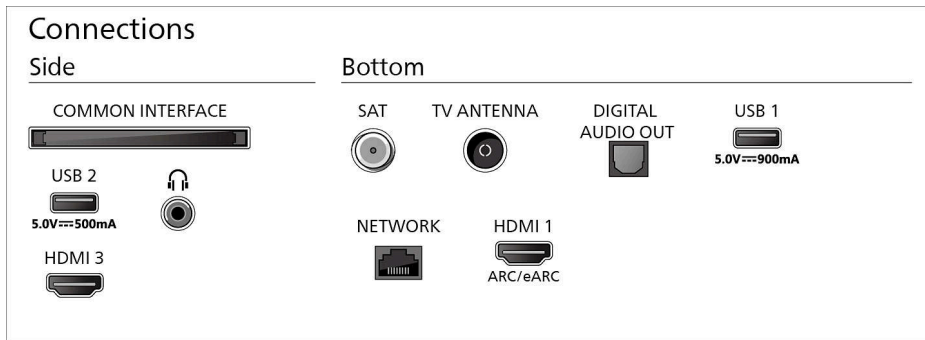 Connections
Side
COMMON INTERFACE
USB 2
5.0V⎓500mA
HDMI 3
Bottom
SAT
TV ANTENNA
DIGITAL
AUDIO OUT
USB 1
5.0V⎓900mA
NETWORK
HDMI 1
ARC/eARC